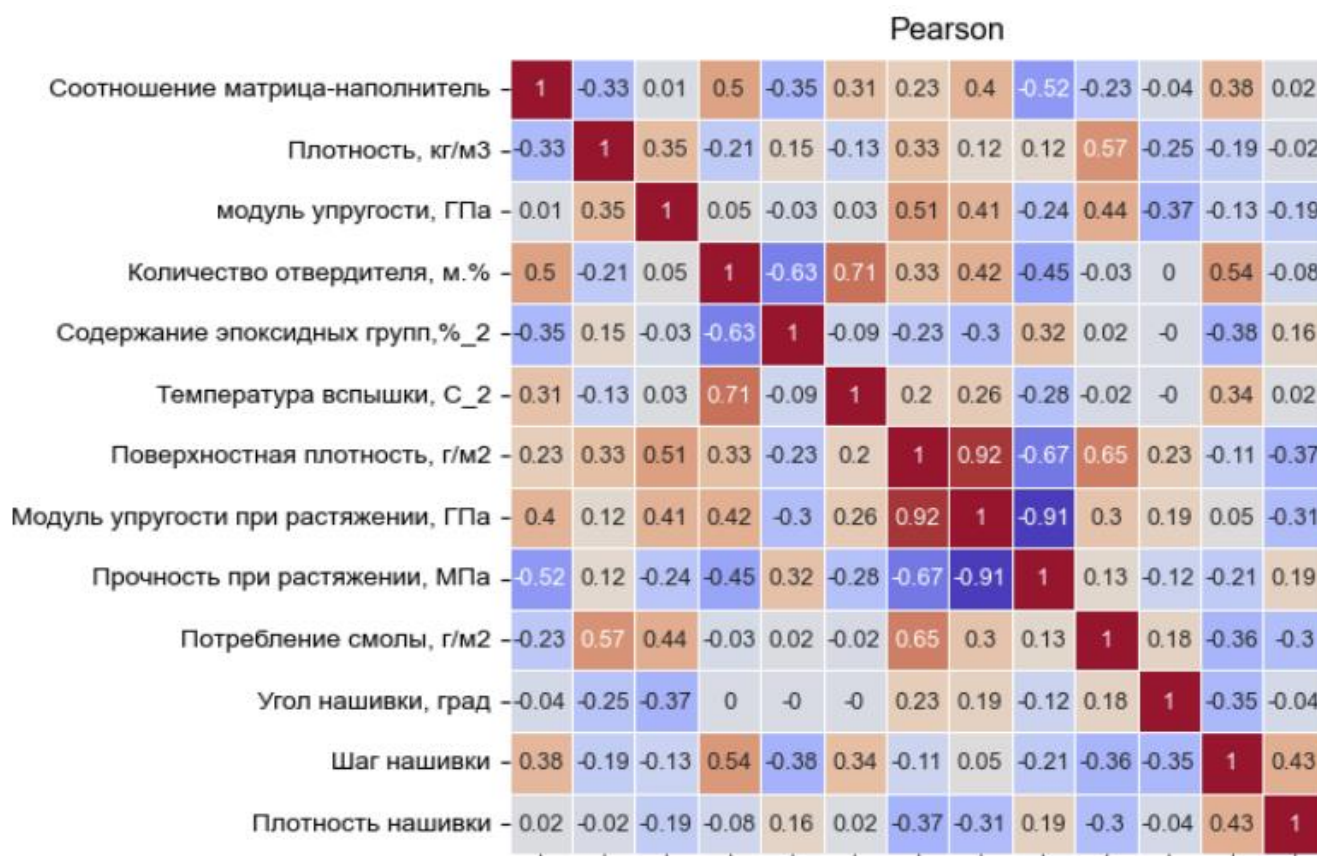 Pearson
Соотношение матрица-наполнитель 1 -0.33 0.01 0.5 -0.35 0.31 0.23 0.4 -0.52 -0.23 -0.04 0.38 0.02
Плотность, кг/м3 -0.33 1 0.35 -0.21 0.15 -0.13 0.33 0.12 0.12 0.57 -0.25 -0.19 -0.02
модуль упругости, ГПа 0.01 0.35 1 0.05 -0.03 0.03 0.51 0.41 -0.24 0.44 -0.37 -0.13 -0.19
Количество отвердителя, м.% 0.5 -0.21 0.05 1 -0.63 0.71 0.33 0.42 -0.45 -0.03 0 0.54 -0.08
Содержание эпоксидных групп,%_2 -0.35 0.15 -0.03 -0.63 1 -0.09 -0.23 -0.3 0.32 0.02 -0 -0.38 0.16
Температура вспышки, С_2 0.31 -0.13 0.03 0.71 -0.09 1 0.2 0.26 -0.28 -0.02 -0 0.34 0.02
Поверхностная плотность, г/м2 0.23 0.33 0.51 0.33 -0.23 0.2 1 0.92 -0.67 0.65 0.23 -0.11 -0.37
Модуль упругости при растяжении, ГПа 0.4 0.12 0.41 0.42 -0.3 0.26 0.92 1 -0.91 0.3 0.19 0.05 -0.31
Прочность при растяжении, МПа -0.52 0.12 -0.24 -0.45 0.32 -0.28 -0.67 -0.91 1 0.13 -0.12 -0.21 0.19
Потребление смолы, г/м2 -0.23 0.57 0.44 -0.03 0.02 -0.02 0.65 0.3 0.13 1 0.18 -0.36 -0.3
Угол нашивки, град -0.04 -0.25 -0.37 0 -0 -0 0.23 0.19 -0.12 0.18 1 -0.35 -0.04
Шаг нашивки 0.38 -0.19 -0.13 0.54 -0.38 0.34 -0.11 0.05 -0.21 -0.36 -0.35 1 0.43
Плотность нашивки 0.02 -0.02 -0.19 -0.08 0.16 0.02 -0.37 -0.31 0.19 -0.3 -0.04 0.43 1